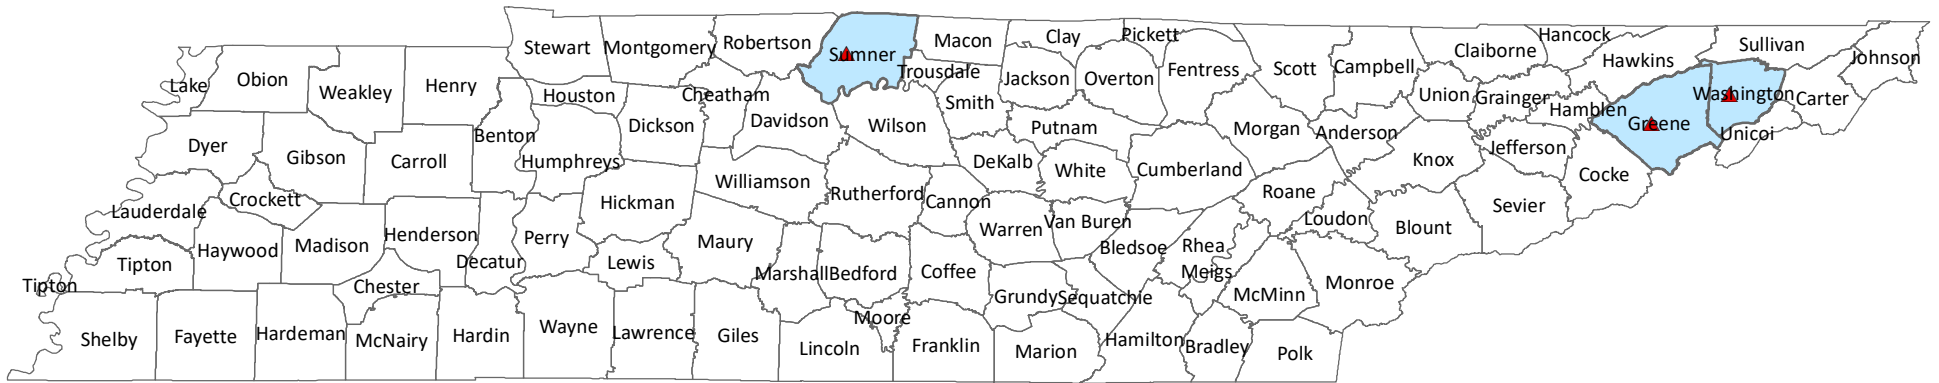 Stewart
Montgomery
Robertson
Sumner
Macon
Clay
Pickett
Hancock
Claiborne
Sullivan
Johnson
Lake
Obion
Weakley
Henry
Houston
Cheatham
Trousdale
Jackson
Overton
Fentress
Scott
Campbell
Union
Grainger
Hawkins
Hamblen
Washington
Carter
Greene
Unicoi
Dyer
Gibson
Carroll
Benton
Humphreys
Dickson
Davidson
Wilson
Smith
Putnam
DeKalb
White
Cumberland
Morgan
Anderson
Knox
Jefferson
Cocke
Lauderdale
Crockett
Haywood
Madison
Henderson
Decatur
Perry
Hickman
Williamson
Rutherford
Cannon
Warren
Van Buren
Bledsoe
Rhea
Roane
Loudon
Blount
Sevier
Tipton
Tipton
Chester
Lewis
Maury
Marshall
Bedford
Coffee
Grundy
Sequatchie
Meigs
McMinn
Monroe
Shelby
Fayette
Hardeman
McNairy
Hardin
Wayne
Lawrence
Giles
Lincoln
Moore
Franklin
Marion
Hamilton
Bradley
Polk